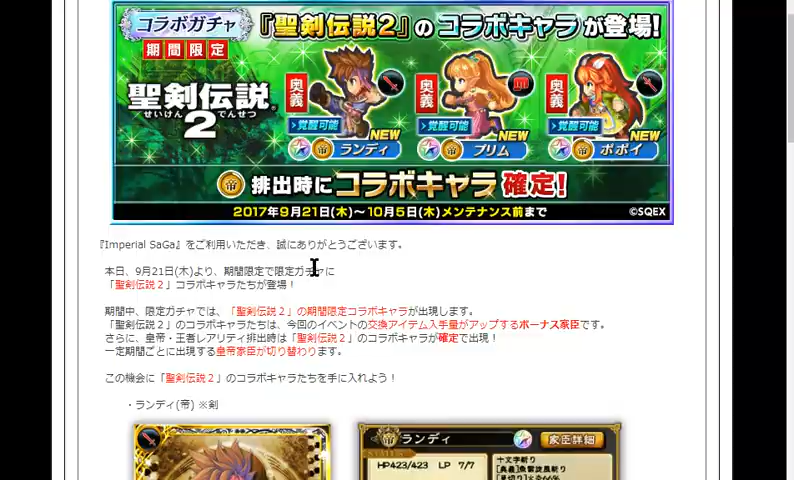 コラボガチャ
期間限定
『聖剣伝説2』のコラボキャラが登場!
聖剣伝説2
せいけん でんせつ
奥義
覚醒可能
NEW
帝
ランディ
奥義
覚醒可能
NEW
帝
プリム
奥義
覚醒可能
NEW
帝
ポポイ
帝 排出時にコラボキャラ確定!
2017年9月21日(木)～10月5日(木)メンテナンス前まで
©SQEX
『Imperial SaGa』をご利用いただき、誠にありがとうございます。
本日、9月21日(木)より、期間限定で限定ガチャに
「聖剣伝説２」コラボキャラたちが登場！
期間中、限定ガチャでは、「聖剣伝説２」の期間限定コラボキャラが出現します。
「聖剣伝説２」のコラボキャラたちは、今回のイベントの交換アイテム入手量がアップするボーナス家臣です。
さらに、皇帝・王者レアリティ排出時は「聖剣伝説２」のコラボキャラが確定で出現！
一定期間ごとに出現する皇帝家臣が切り替わります。
この機会に「聖剣伝説２」のコラボキャラたちを手に入れよう！
・ランディ(帝) ※剣
帝 ランディ
家臣詳細
STATUS
HP423/423 LP 7/7
十文字斬り